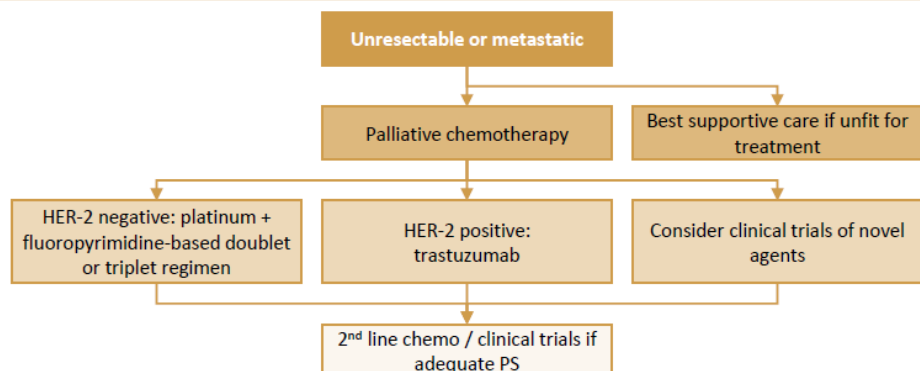 Unresectable or metastatic
Palliative chemotherapy
Best supportive care if unfit for
treatment
HER-2 negative: platinum +
fluoropyrimidine-based doublet
or triplet regimen
HER-2 positive:
trastuzumab
Consider clinical trials of novel
agents
2nd line chemo / clinical trials if
adequate PS